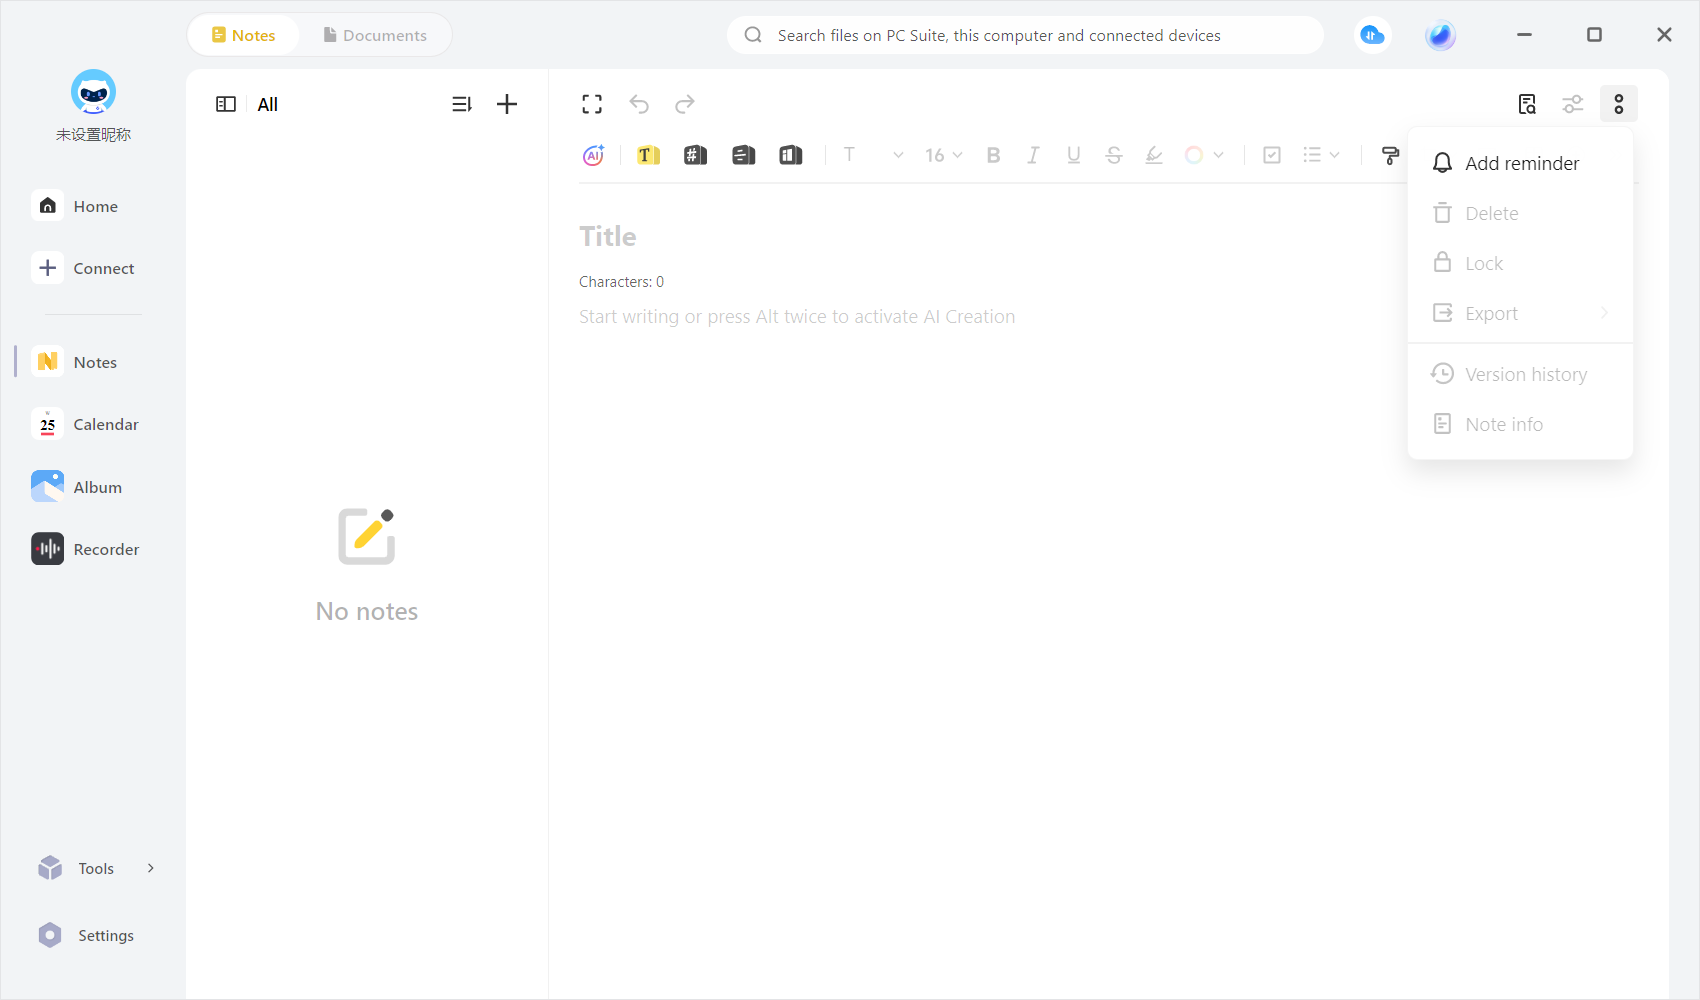 Notes
Documents
Search files on PC Suite, this computer and connected devices
未设置昵称
Home
Connect
Notes
25
Calendar
Album
Recorder
Tools
Settings
All
No notes
AI
T
#
T
16
B
I
U
S
Title
Characters: 0
Start writing or press Alt twice to activate AI Creation
Add reminder
Delete
Lock
Export
Version history
Note info